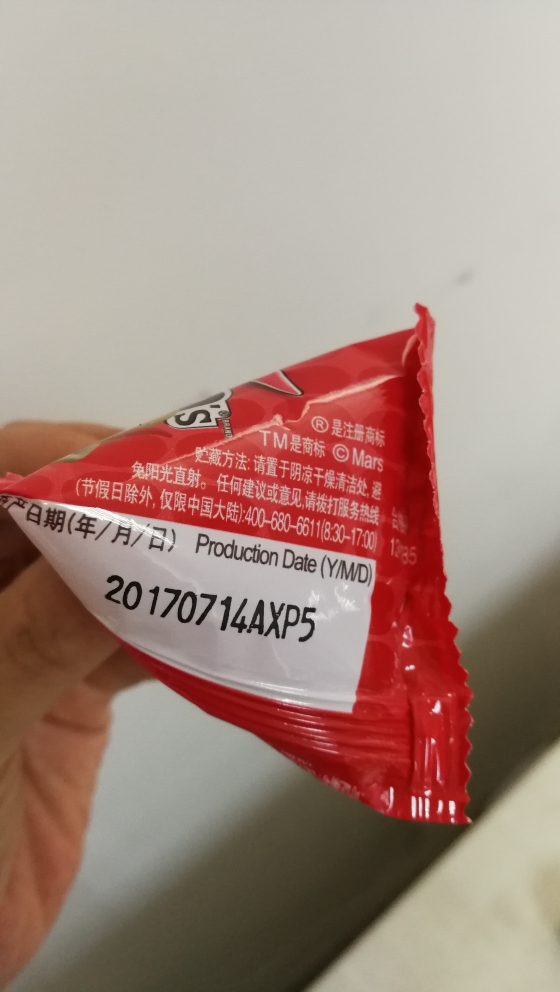 'S
BRAND
®是注册商标
TM是商标 ©Mars
贮藏方法:请置于阴凉干燥清洁处,避
免阳光直射。任何建议或意见,请拨打服务热线
(节假日除外,仅限中国大陆):400-680-6611(8:30-17:00)
产日期(年/月/日) Production Date (Y/M/D)
20170714AXP5